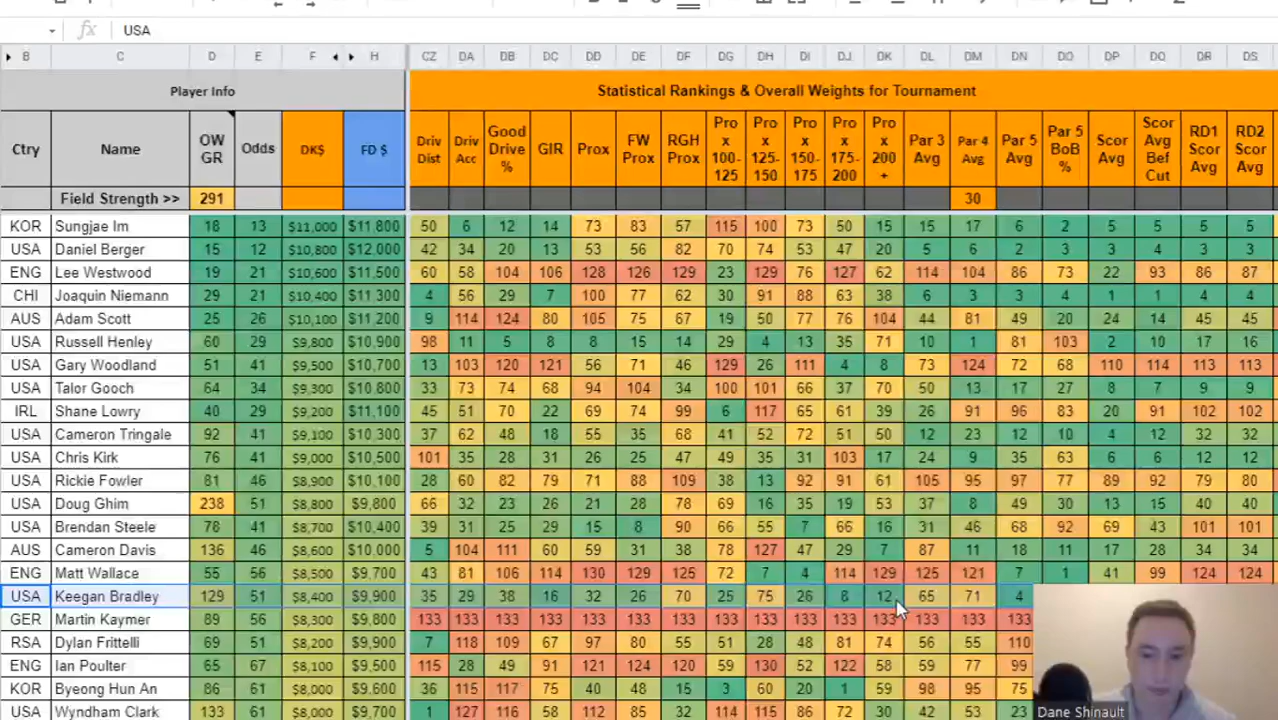 USA
B C D E F H CZ DA DB DC DD DE DF DG DH DI DJ DK DL DM DN DO DP DQ DR DS
Player Info Statistical Rankings & Overall Weights for Tournament
Ctry Name OW GR Odds DK$ FD $ Driv Dist Driv Acc Good Drive % GIR Prox FW Prox RGH Prox Pro x 100-125 Pro x 125-150 Pro x 150-175 Pro x 175-200 Pro x 200 + Par 3 Avg Par 4 Avg Par 5 Avg Par 5 BoB % Scor Avg Scor Avg Bef Cut RD1 Scor Avg RD2 Scor Avg
Field Strength >> 291 30
KOR Sungjae Im 18 13 $11,000 $11,800 50 6 12 14 73 83 57 115 100 73 50 15 15 17 6 2 5 5 5 5
USA Daniel Berger 15 12 $10,800 $12,000 42 34 20 13 53 56 82 70 74 53 47 20 5 6 2 3 3 4 3 3
ENG Lee Westwood 19 21 $10,600 $11,500 60 58 104 106 128 126 129 23 129 76 127 62 114 104 86 73 22 93 86 87
CHI Joaquin Niemann 29 21 $10,400 $11,300 4 56 29 7 100 77 62 30 91 88 63 38 6 3 3 4 1 1 4 4
AUS Adam Scott 25 26 $10,100 $11,200 9 114 124 80 105 75 67 19 50 77 76 104 44 81 49 20 24 14 45 45
USA Russell Henley 60 29 $9,800 $10,900 98 11 5 8 8 15 14 29 4 13 35 71 10 1 81 103 2 10 17 16
USA Gary Woodland 51 41 $9,500 $10,700 13 103 120 121 56 71 46 129 26 111 4 8 73 124 72 68 110 114 113 113
USA Talor Gooch 64 34 $9,300 $10,800 33 73 74 68 94 104 34 100 101 66 37 70 50 13 17 27 8 7 9 9
IRL Shane Lowry 40 29 $9,200 $11,100 45 51 70 22 69 74 99 6 117 65 61 39 26 91 96 83 20 91 102 102
USA Cameron Tringale 92 41 $9,100 $10,300 37 62 48 18 55 35 68 41 52 72 51 50 12 23 12 10 4 12 32 32
USA Chris Kirk 76 41 $9,000 $10,500 101 35 28 31 26 25 47 49 35 31 103 17 24 9 35 63 6 6 12 12
USA Rickie Fowler 81 46 $8,900 $10,100 28 60 82 79 71 88 109 38 13 92 91 61 105 95 97 77 89 92 79 80
USA Doug Ghim 238 51 $8,800 $9,800 66 32 23 26 21 28 78 69 16 35 19 53 37 8 49 30 13 15 40 40
USA Brendan Steele 78 41 $8,700 $10,400 39 31 25 29 15 8 90 66 55 7 66 16 31 46 68 92 69 43 101 101
AUS Cameron Davis 136 46 $8,600 $10,000 5 104 111 60 59 31 38 78 127 47 29 7 87 11 18 11 17 28 34 34
ENG Matt Wallace 55 56 $8,500 $9,700 43 81 106 114 130 129 125 72 7 4 114 129 125 121 7 1 41 99 124 124
USA Keegan Bradley 129 51 $8,400 $9,900 35 29 38 16 32 26 70 25 75 26 8 12 65 71 4
GER Martin Kaymer 89 56 $8,300 $9,800 133 133 133 133 133 133 133 133 133 133 133 133 133 133 133
RSA Dylan Frittelli 69 51 $8,200 $9,900 7 118 109 67 97 80 55 51 28 48 81 74 56 55 110
ENG Ian Poulter 65 67 $8,100 $9,500 115 28 49 91 121 124 120 59 130 52 122 58 59 77 99
KOR Byeong Hun An 86 61 $8,000 $9,600 36 115 117 75 40 48 15 3 60 20 1 59 98 95 75
USA Wyndham Clark 133 61 $8,000 $9,700 1 127 116 58 112 85 32 114 115 86 72 30 42 53 23
Dane Shinault